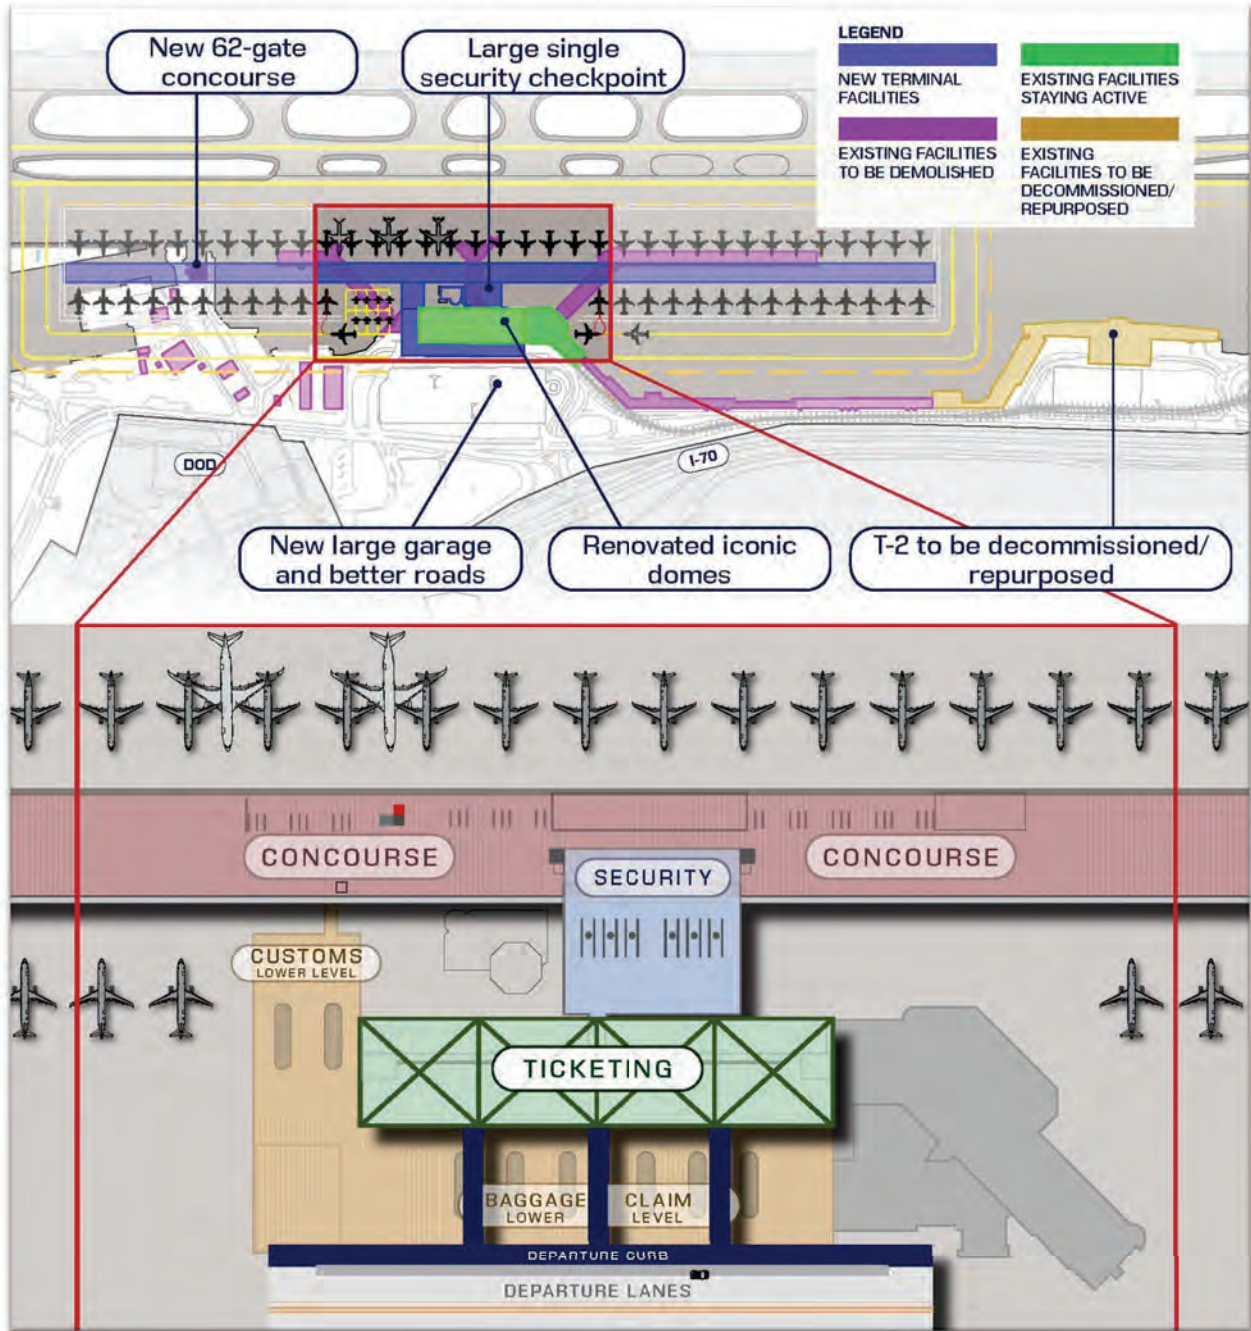 New 62-gate
concourse
Large single
security checkpoint
LEGEND
NEW TERMINAL
FACILITIES
EXISTING FACILITIES
STAYING ACTIVE
EXISTING FACILITIES
TO BE DEMOLISHED
EXISTING
FACILITIES TO BE
DECOMMISSIONED/
REPURPOSED
DOD
I-70
New large garage
and better roads
Renovated iconic
domes
T-2 to be decommissioned/
repurposed
CONCOURSE
CONCOURSE
SECURITY
CUSTOMS
LOWER LEVEL
TICKETING
BAGGAGE CLAIM
LOWER LEVEL
DEPARTURE CURB
DEPARTURE LANES